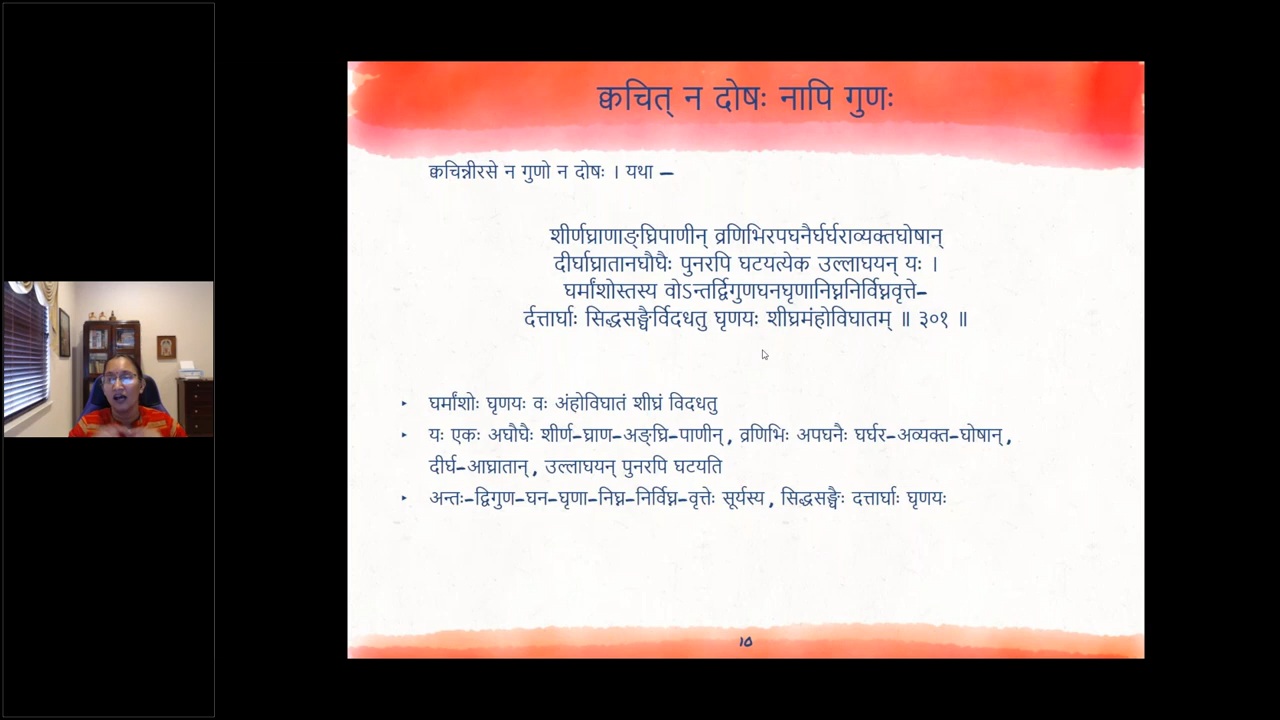 क्वचित् न दोषः नापि गुणः
क्वचिन्नीरसे न गुणो न दोषः । यथा –
शीर्णघ्राणाङ्घ्रिपाणीन् व्रणिभिरपघनैर्घर्घराव्यक्तघोषान्
दीर्घाघ्रातानघौघैः पुनरपि घटयत्येक उल्लाघयन् यः ।
घर्मांशोस्तस्य वोऽन्तर्द्विगुणघनघृणानिघ्ननिर्विघ्नवृत्ते-
र्दत्तार्घाः सिद्धसङ्घैर्विदधतु घृणयः शीघ्रमंहोविघातम् ॥ ३०१ ॥
‣ घर्मांशोः घृणयः वः अंहोविघातं शीघ्रं विदधतु
‣ यः एकः अघौघैः शीर्ण-घ्राण-अङ्घ्रि-पाणीन् , व्रणिभिः अपघनैः घर्घर-अव्यक्त-घोषान् ,
दीर्घ-आघ्रातान् , उल्लाघयन् पुनरपि घटयति
‣ अन्तः-द्विगुण-घन-घृणा-निघ्न-निर्विघ्न-वृत्तेः सूर्यस्य , सिद्धसङ्घैः दत्तार्घाः घृणयः
१०